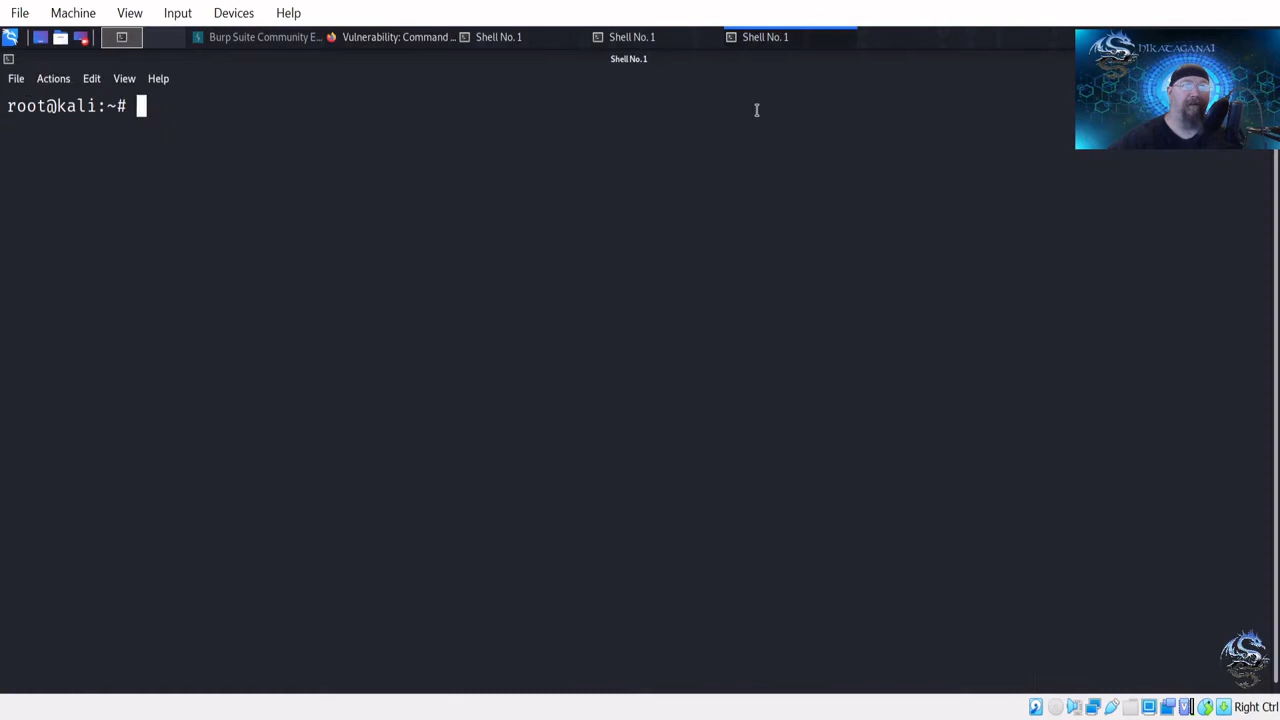 File Machine View Input Devices Help
Burp Suite Community E... Vulnerability: Command ... Shell No. 1 Shell No. 1 Shell No. 1
Shell No. 1
File Actions Edit View Help
root@kali:~#
HIKATAGANAI
Right Ctrl